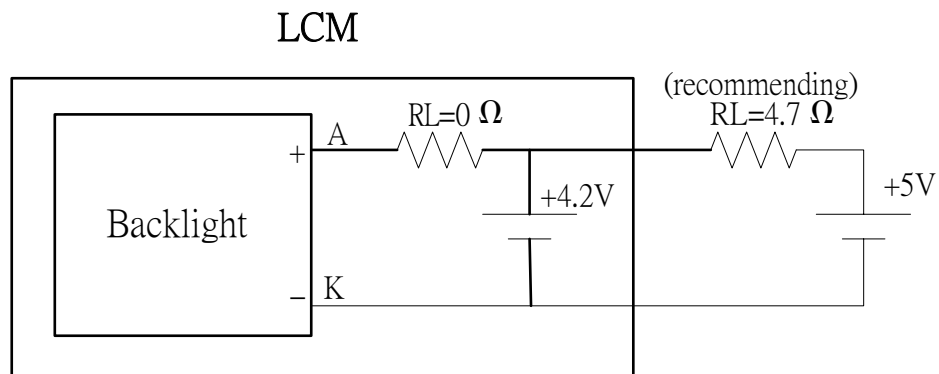 LCM
(recommending)
RL=0 Ω
RL=4.7 Ω
A
+
+4.2V
+5V
Backlight
K
−